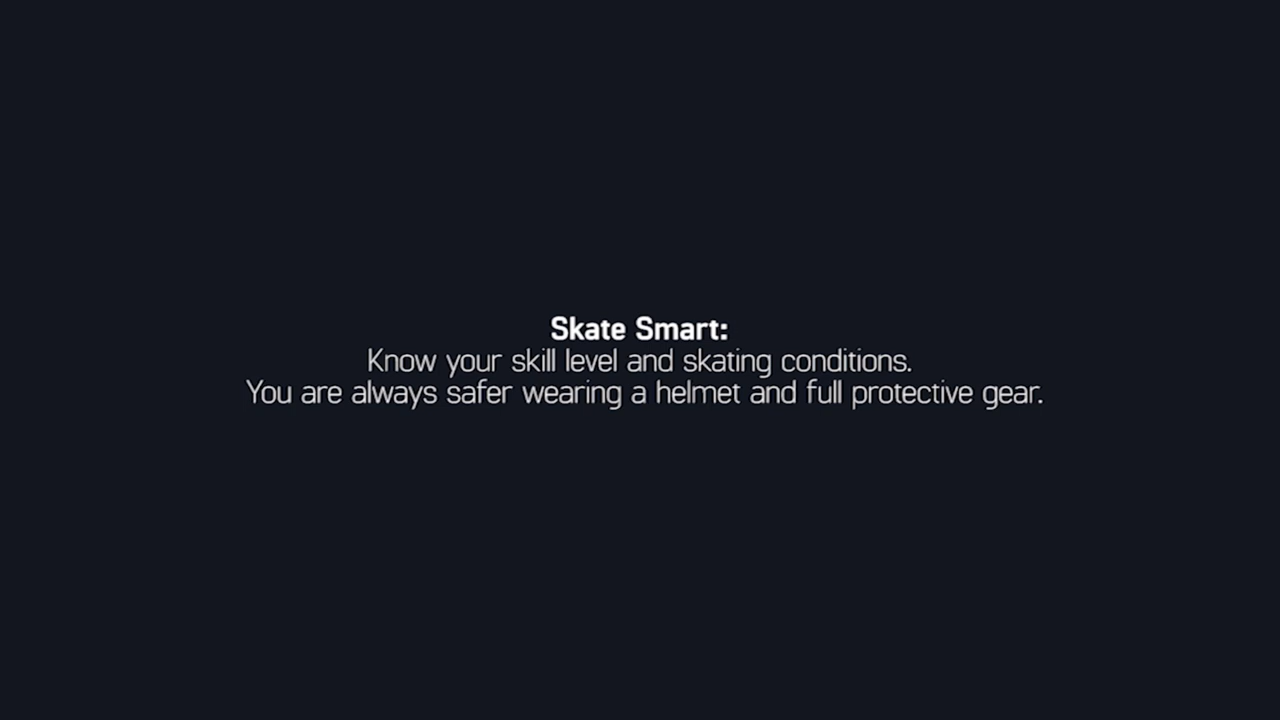 Skate Smart:
Know your skill level and skating conditions.
You are always safer wearing a helmet and full protective gear.